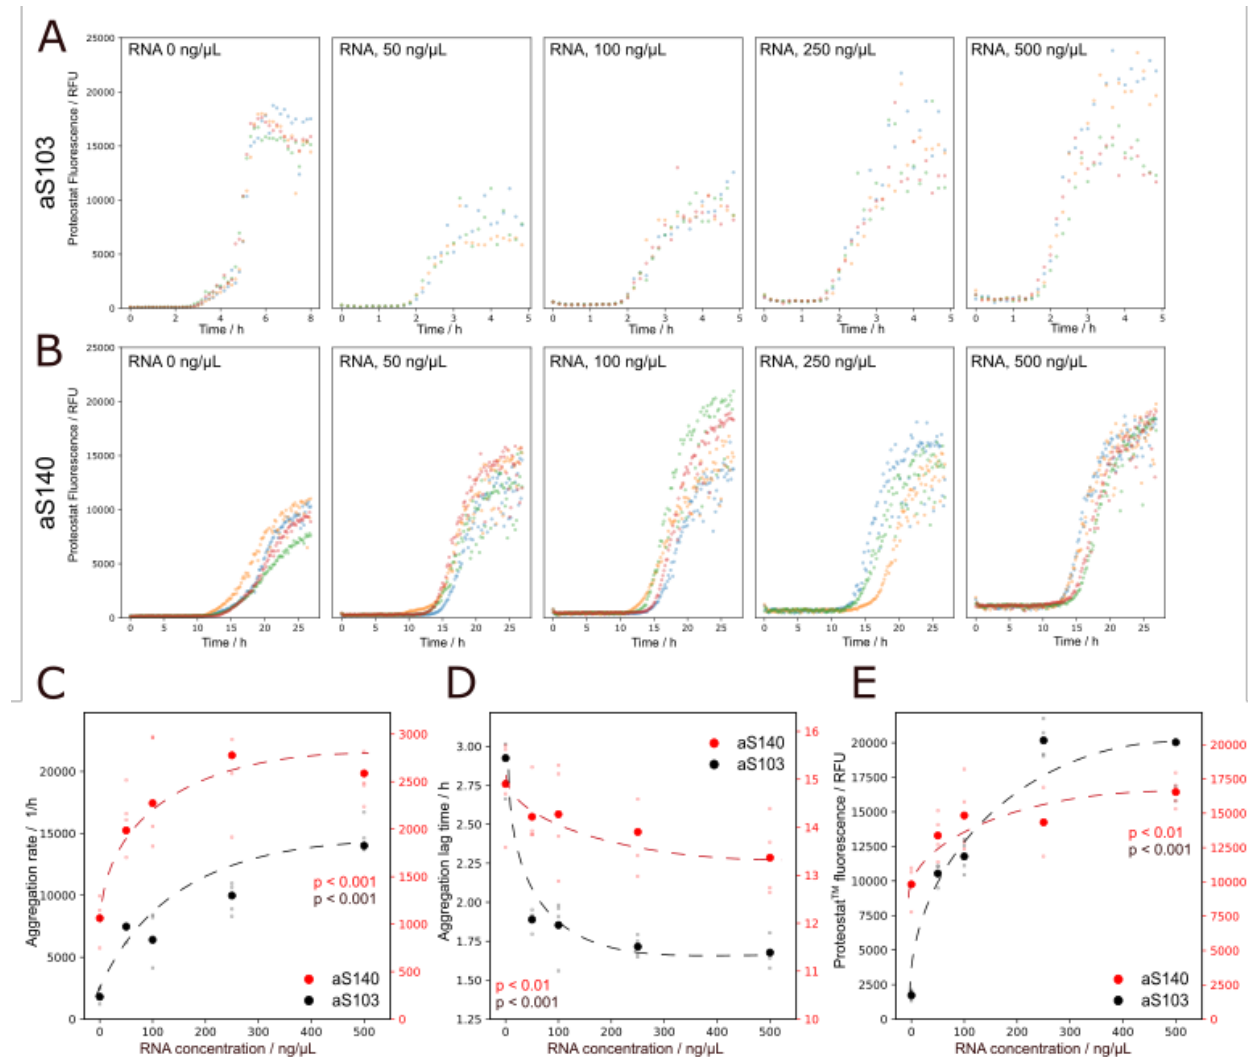 A
RNA 0 ng/µL
RNA, 50 ng/µL
RNA, 100 ng/µL
RNA, 250 ng/µL
RNA, 500 ng/µL
aS103
Proteostat Fluorescence / RFU
25000
20000
15000
10000
5000
0
0 2 4 6 8
0 1 2 3 4 5
0 1 2 3 4 5
0 1 2 3 4 5
0 1 2 3 4 5
Time / h
Time / h
Time / h
Time / h
Time / h
B
RNA 0 ng/µL
RNA, 50 ng/µL
RNA, 100 ng/µL
RNA, 250 ng/µL
RNA, 500 ng/µL
aS140
Proteostat Fluorescence / RFU
25000
20000
15000
10000
5000
0
0 5 10 15 20 25
0 5 10 15 20 25
0 5 10 15 20 25
0 5 10 15 20 25
0 5 10 15 20 25
Time / h
Time / h
Time / h
Time / h
Time / h
C
Aggregation rate / 1/h
20000
15000
10000
5000
0
3000
2500
2000
1500
1000
500
0
p < 0.001
p < 0.001
aS140
aS103
0 100 200 300 400 500
RNA concentration / ng/µL
D
Aggregation lag time / h
3.00
2.75
2.50
2.25
2.00
1.75
1.50
1.25
16
15
14
13
12
11
10
aS140
aS103
p < 0.01
p < 0.001
0 100 200 300 400 500
RNA concentration / ng/µL
E
Proteostat™ fluorescence / RFU
20000
17500
15000
12500
10000
7500
5000
2500
0
20000
17500
15000
12500
10000
7500
5000
2500
0
p < 0.01
p < 0.001
aS140
aS103
0 100 200 300 400 500
RNA concentration / ng/µL